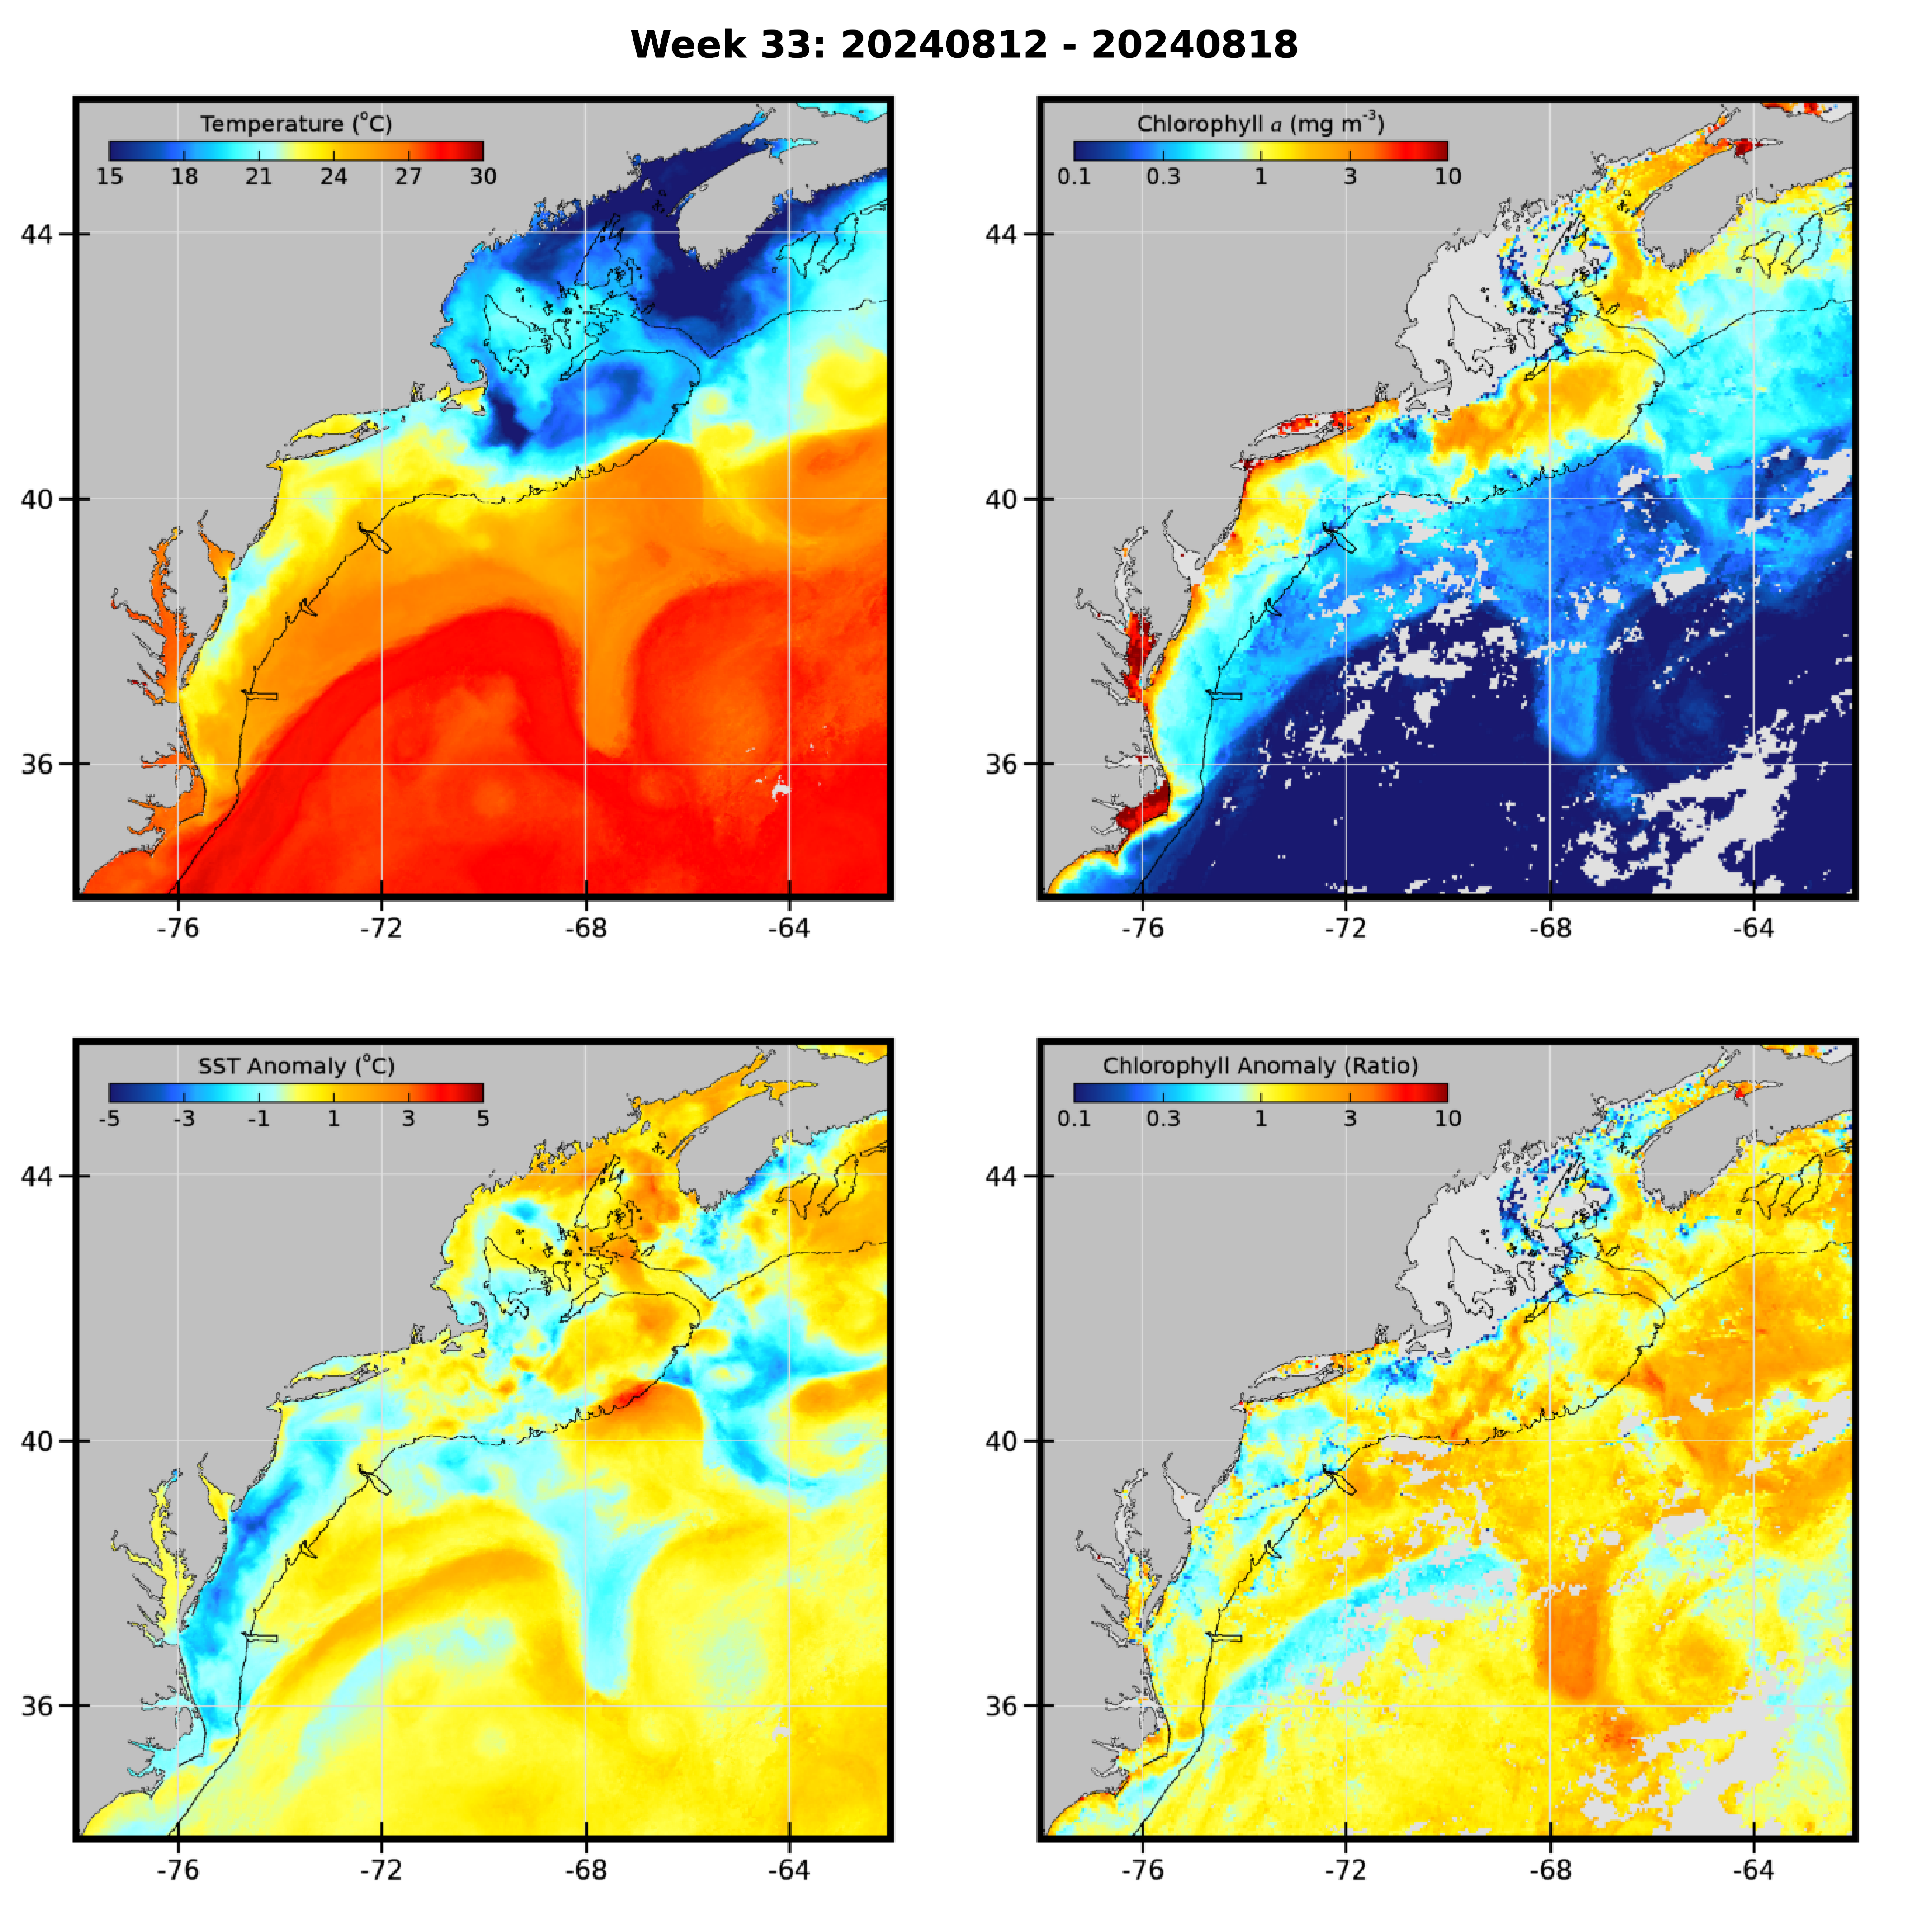 Week 33: 20240812 - 20240818
Temperature (°C)
15 18 21 24 27 30
44
40
36
-76 -72 -68 -64
Chlorophyll a (mg m⁻³)
0.1 0.3 1 3 10
44
40
36
-76 -72 -68 -64
SST Anomaly (°C)
-5 -3 -1 1 3 5
44
40
36
-76 -72 -68 -64
Chlorophyll Anomaly (Ratio)
0.1 0.3 1 3 10
44
40
36
-76 -72 -68 -64